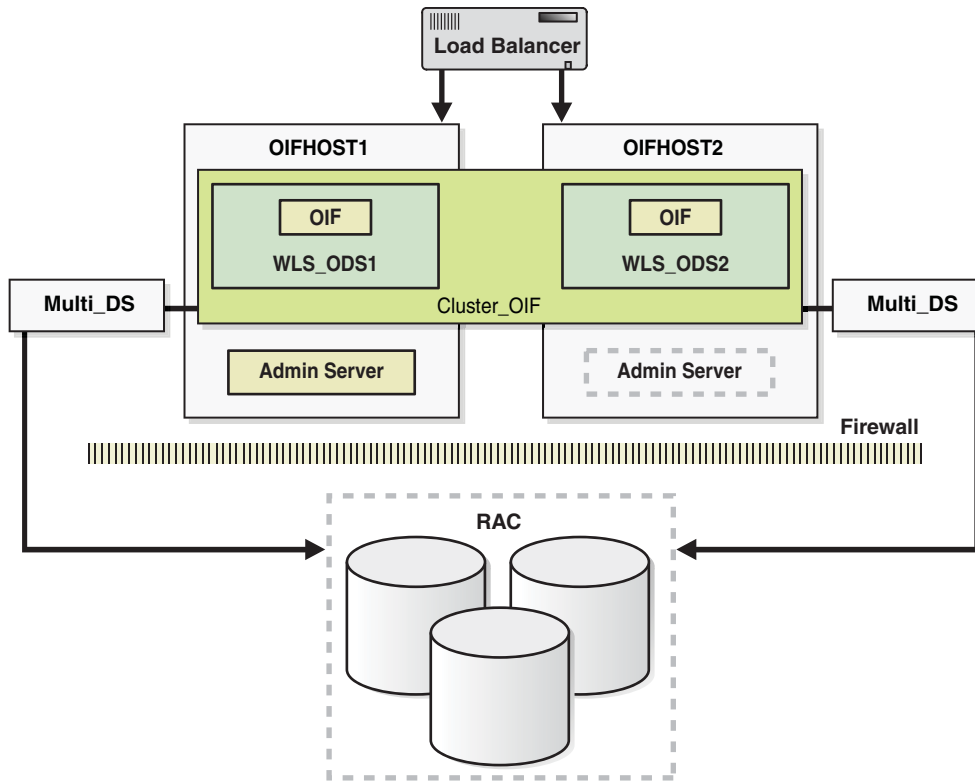 Load Balancer
OIFHOST1
OIFHOST2
OIF
OIF
WLS_ODS1
WLS_ODS2
Multi_DS
Cluster_OIF
Multi_DS
Admin Server
Admin Server
Firewall
RAC